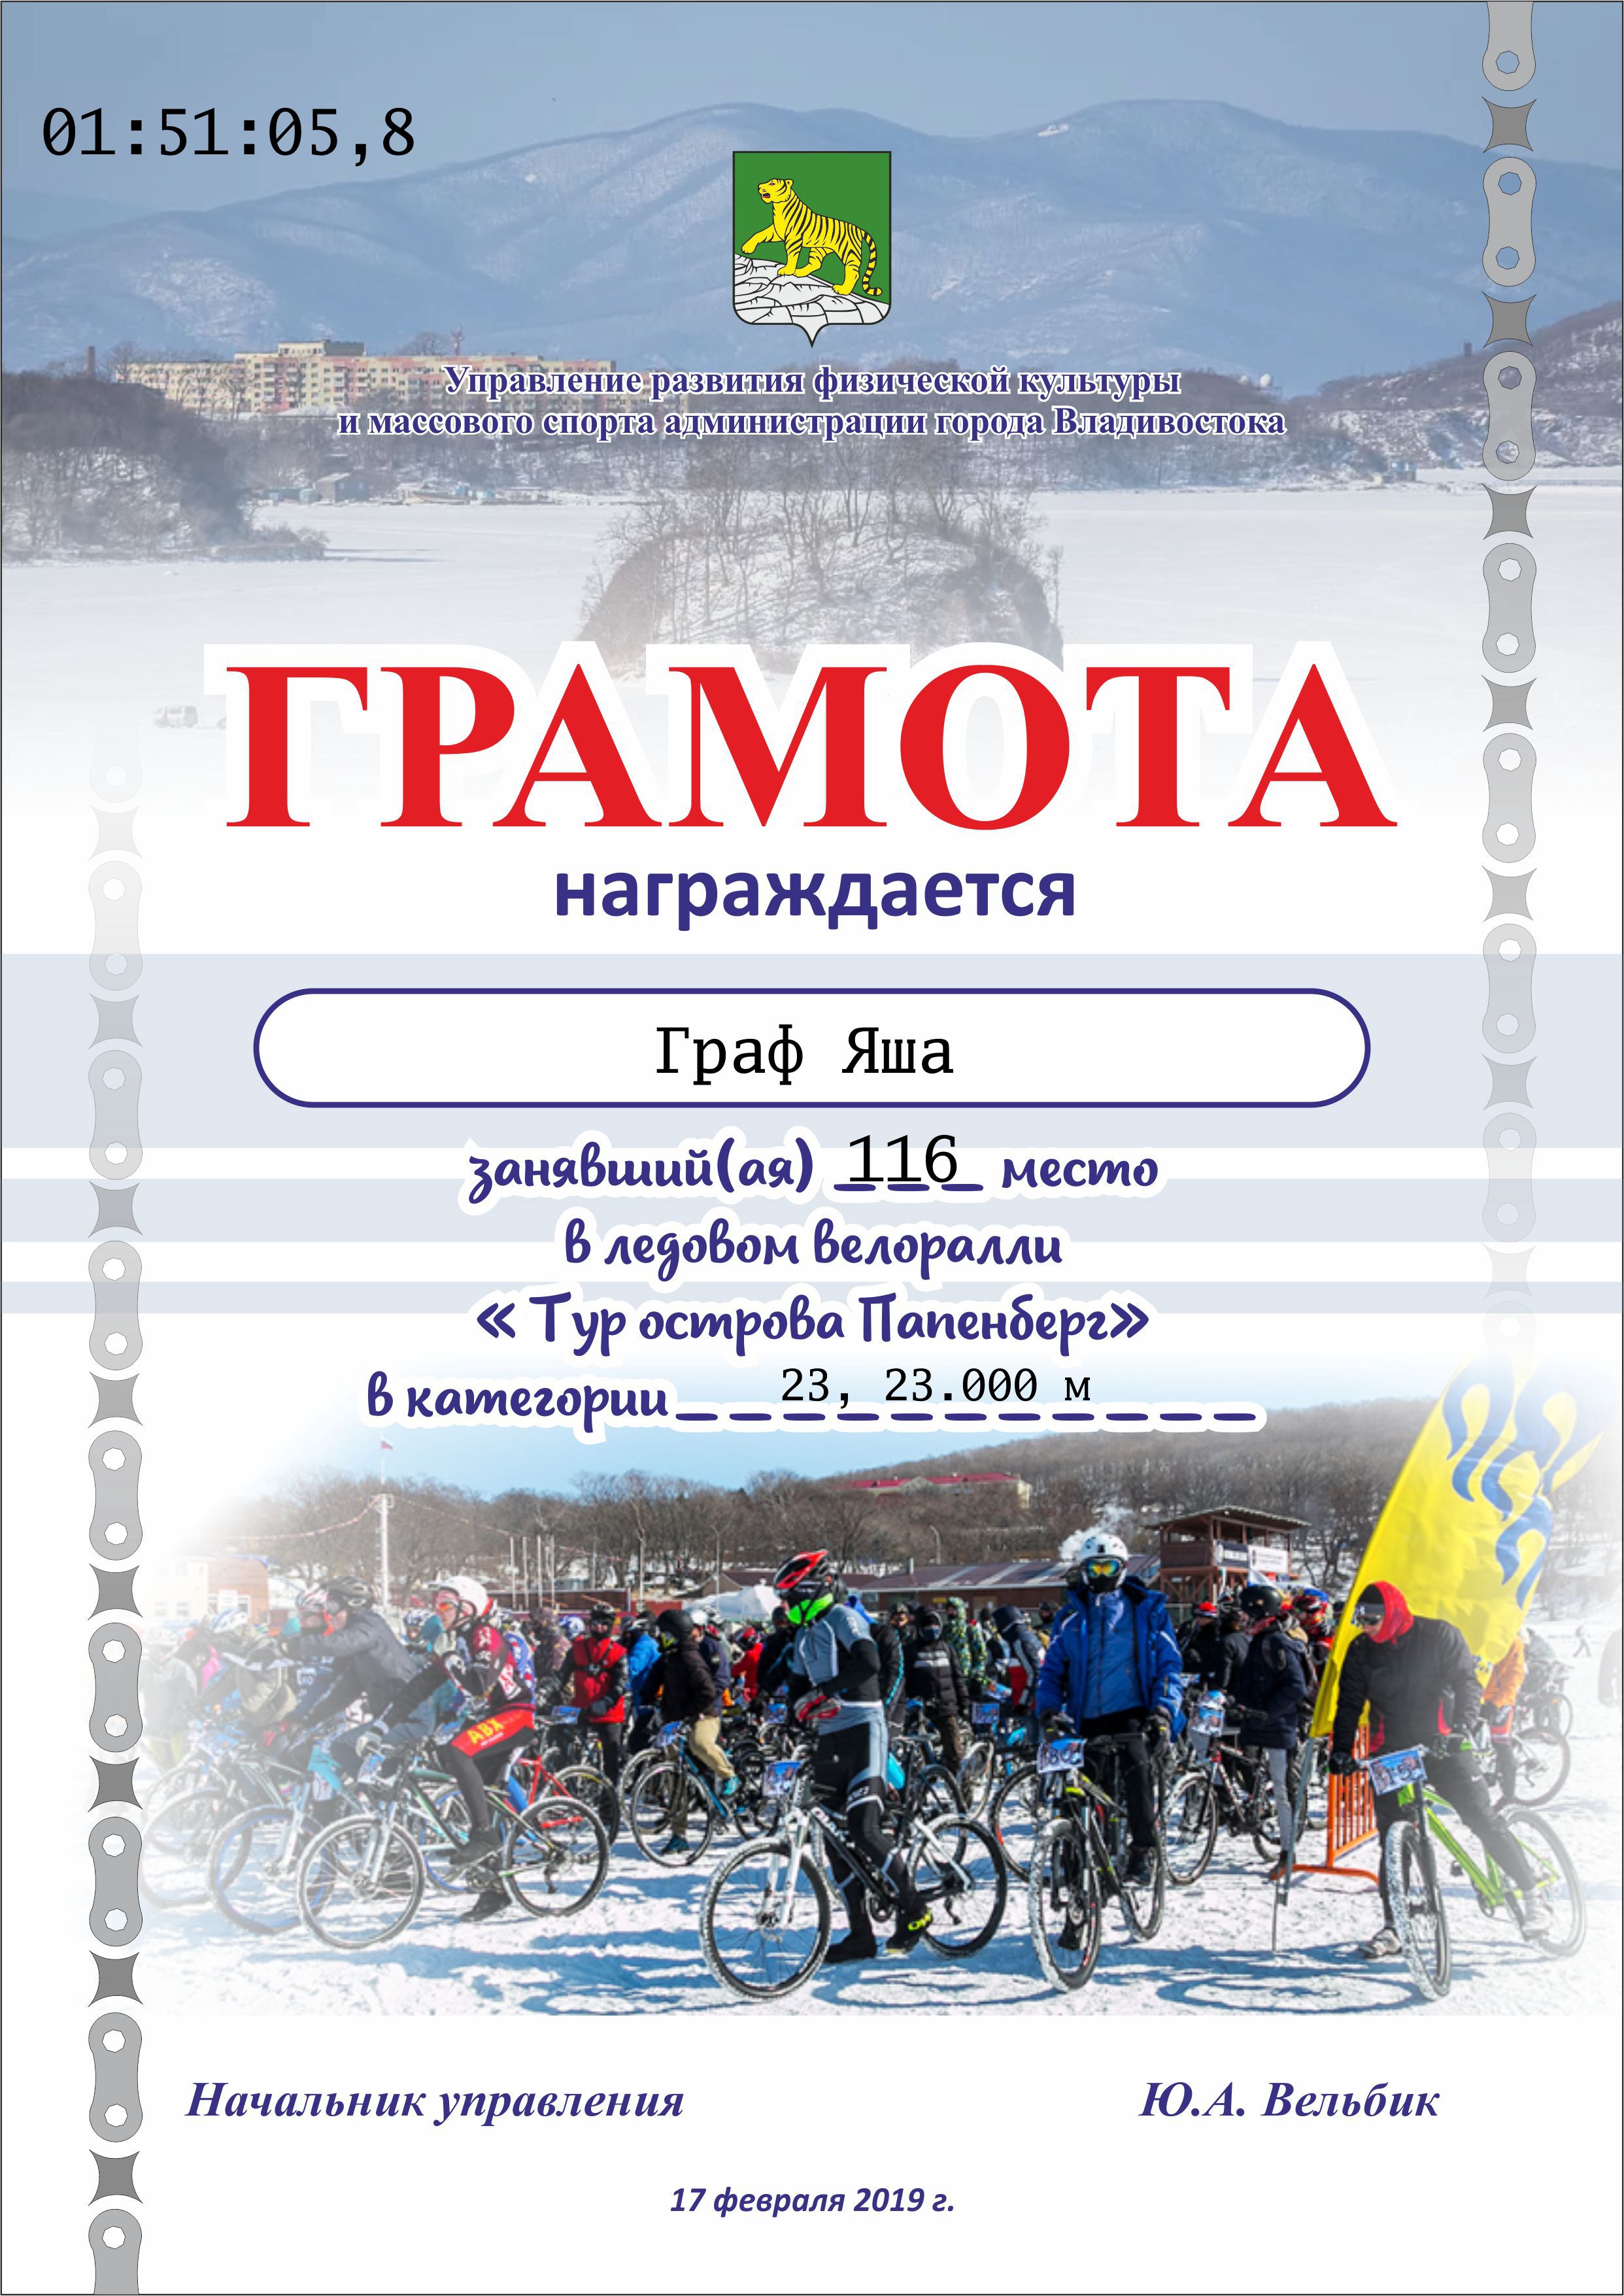 01:51:05,8
Управление развития физической культуры
и массового спорта администрации города Владивостока
ГРАМОТА
награждается
Граф Яша
занявший(ая) 116 место
в ледовом велоралли
« Тур острова Папенберг»
в категории 23, 23.000 м
Начальник управления Ю.А. Вельбик
17 февраля 2019 г.